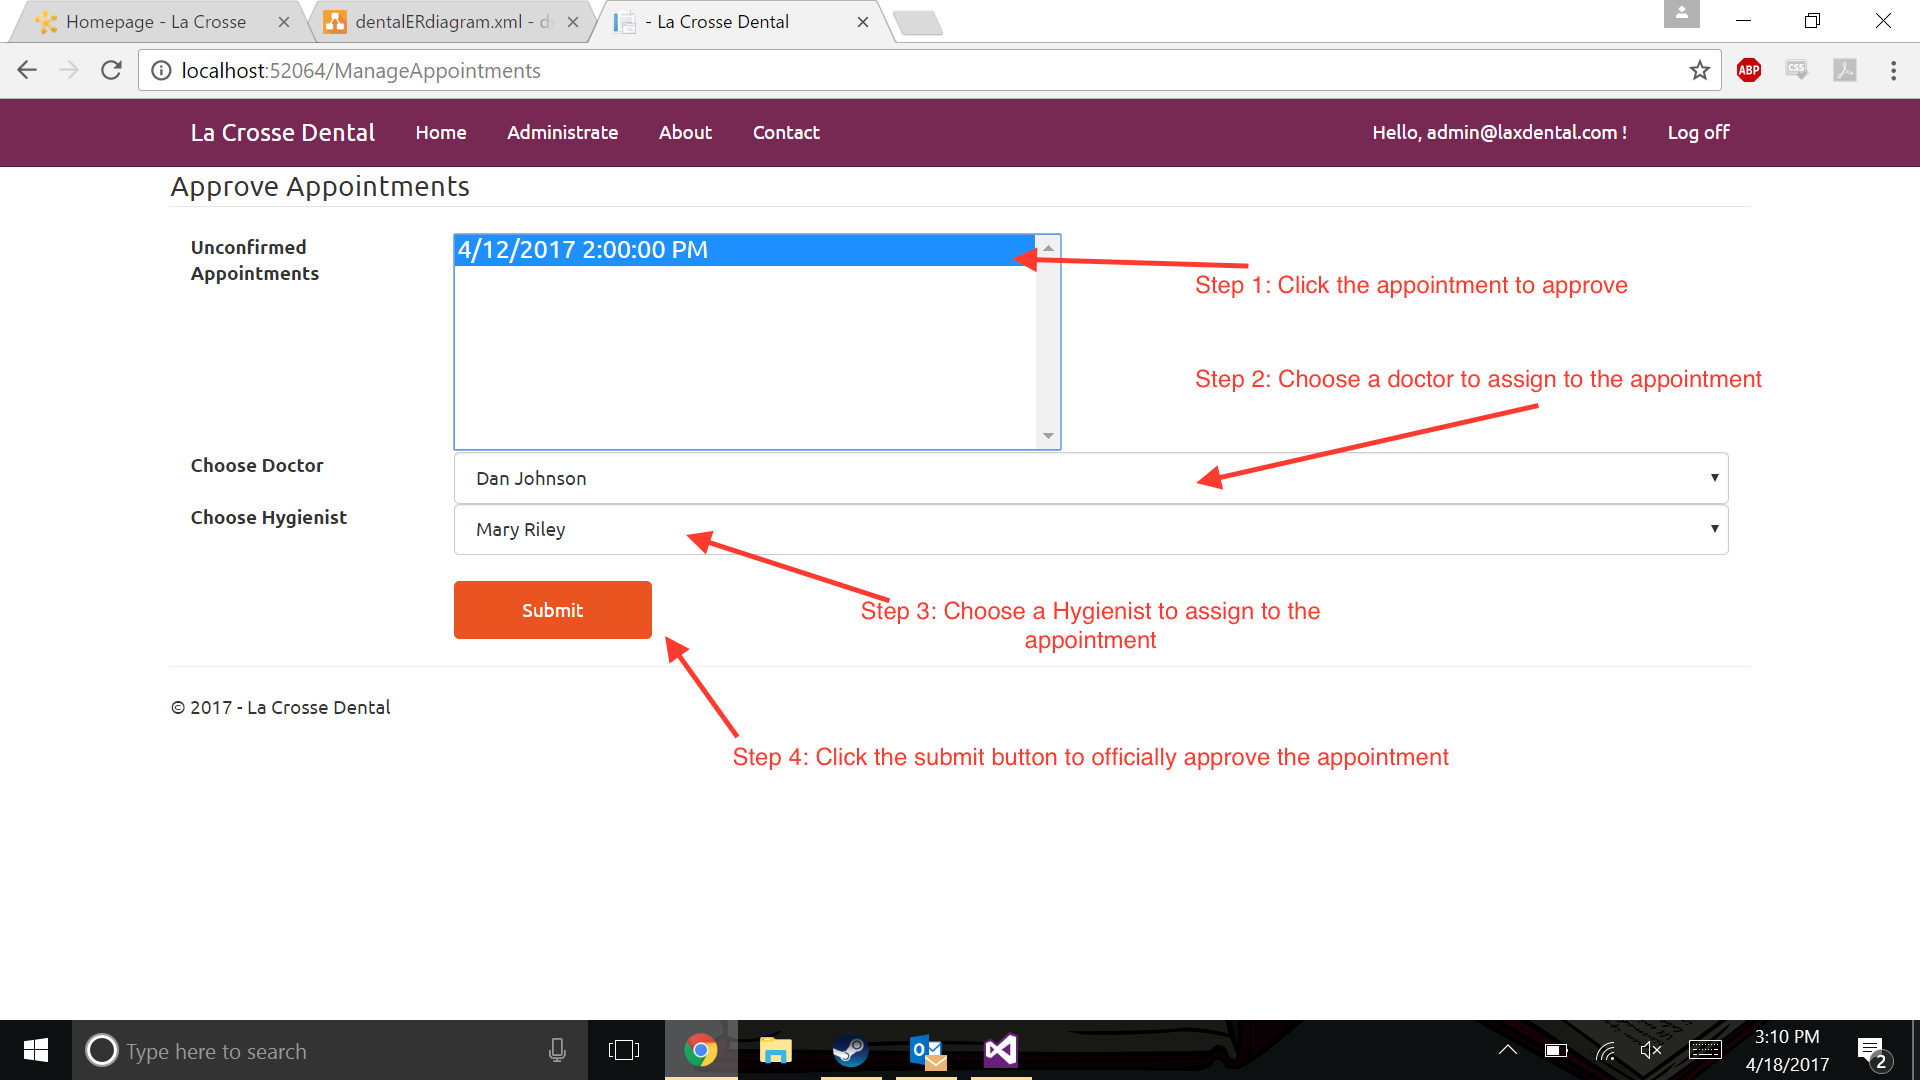 Homepage - La Crosse
dentalERdiagram.xml - dr
- La Crosse Dental
localhost:52064/ManageAppointments
ABP
CSS
La Crosse Dental
Home
Administrate
About
Contact
Hello, admin@laxdental.com !
Log off
Approve Appointments
Unconfirmed
Appointments
4/12/2017 2:00:00 PM
Step 1: Click the appointment to approve
Step 2: Choose a doctor to assign to the appointment
Choose Doctor
Dan Johnson
Choose Hygienist
Mary Riley
Submit
Step 3: Choose a Hygienist to assign to the
appointment
© 2017 - La Crosse Dental
Step 4: Click the submit button to officially approve the appointment
Type here to search
3:10 PM
4/18/2017
2